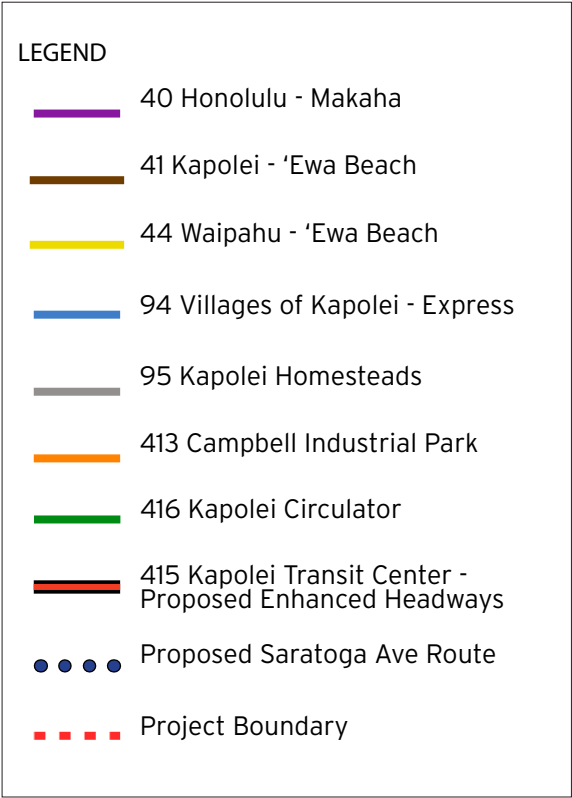 LEGEND
40 Honolulu - Makaha
41 Kapolei - ‘Ewa Beach
44 Waipahu - ‘Ewa Beach
94 Villages of Kapolei - Express
95 Kapolei Homesteads
413 Campbell Industrial Park
416 Kapolei Circulator
415 Kapolei Transit Center -
Proposed Enhanced Headways
Proposed Saratoga Ave Route
Project Boundary